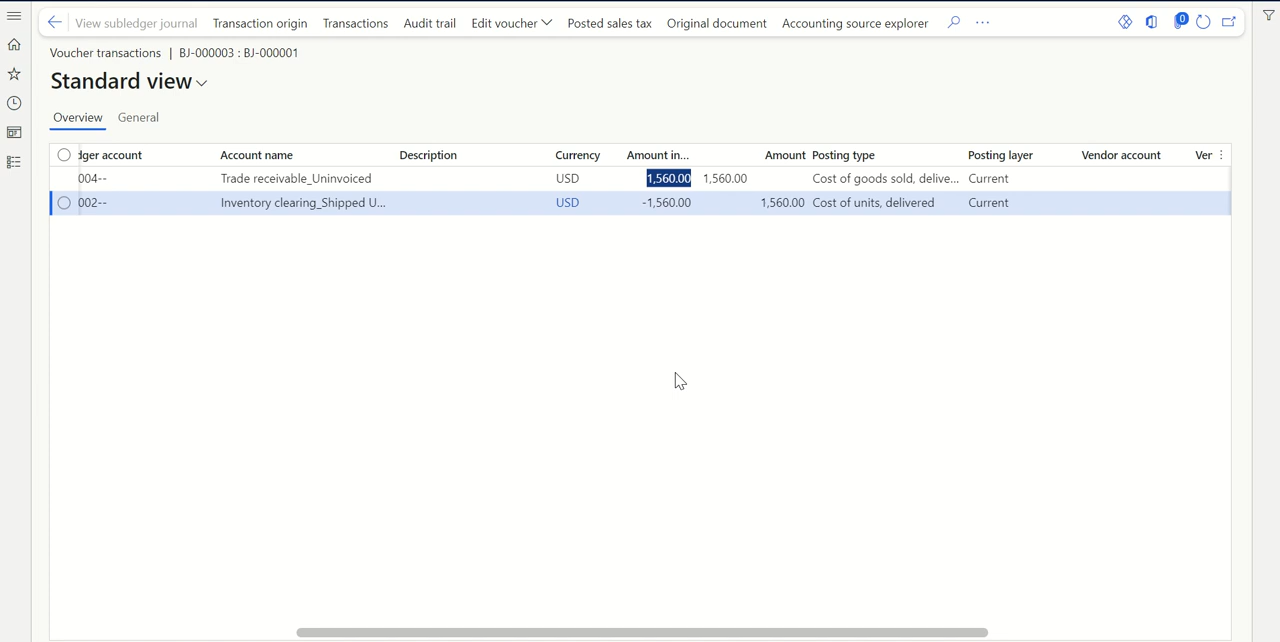 View subledger journal Transaction origin Transactions Audit trail Edit voucher Posted sales tax Original document Accounting source explorer ... 0
Voucher transactions | BJ-000003 : BJ-000001
Standard view
Overview General
dger account Account name Description Currency Amount in... Amount Posting type Posting layer Vendor account Ver
004-- Trade receivable_Uninvoiced USD 1,560.00 1,560.00 Cost of goods sold, delive... Current
002-- Inventory clearing_Shipped U... USD -1,560.00 1,560.00 Cost of units, delivered Current